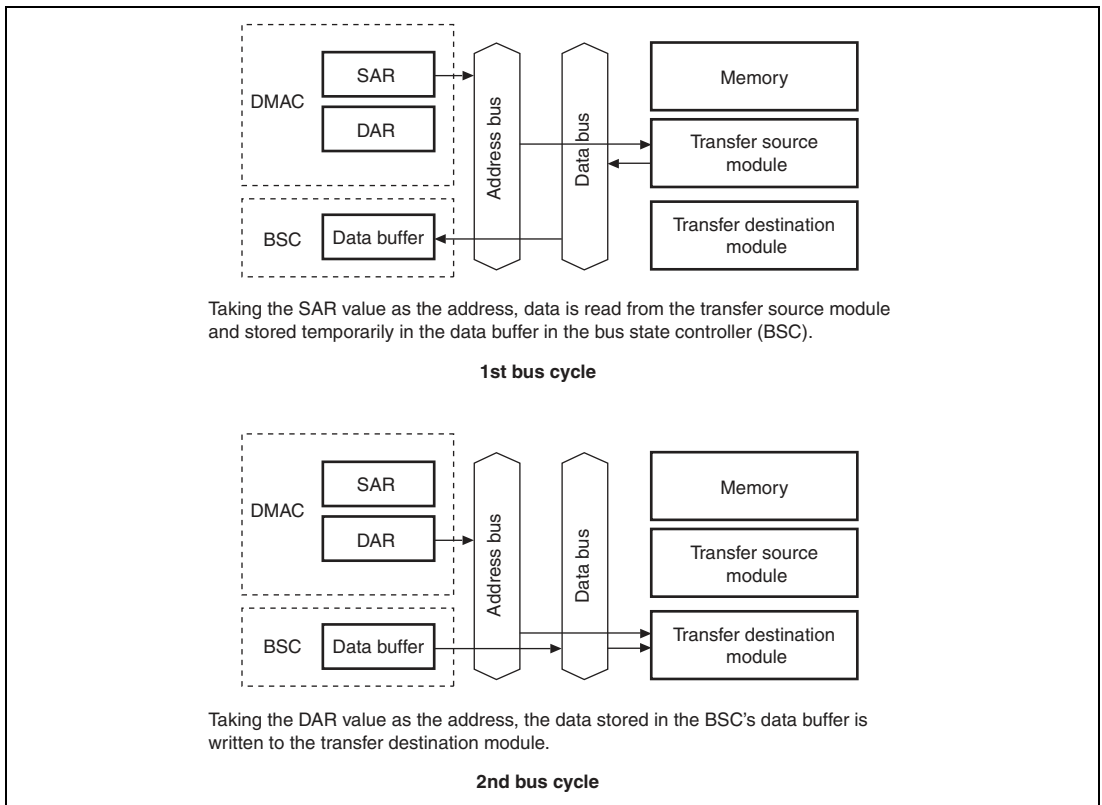 DMAC
SAR
DAR
BSC
Data buffer
Address bus
Data bus
Memory
Transfer source
module
Transfer destination
module
Taking the SAR value as the address, data is read from the transfer source module
and stored temporarily in the data buffer in the bus state controller (BSC).
1st bus cycle
DMAC
SAR
DAR
BSC
Data buffer
Address bus
Data bus
Memory
Transfer source
module
Transfer destination
module
Taking the DAR value as the address, the data stored in the BSC’s data buffer is
written to the transfer destination module.
2nd bus cycle